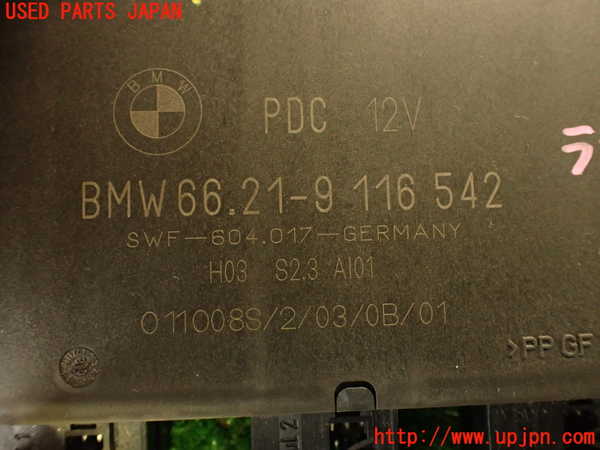 USED PARTS JAPAN
BMW
PDC 12V
ラ
BMW 66.21-9 116 542
SWF-604.017-GERMANY
H03 S2.3 AI01
011008S/2/03/0B/01
>PP GF
http://www.upjpn.com/